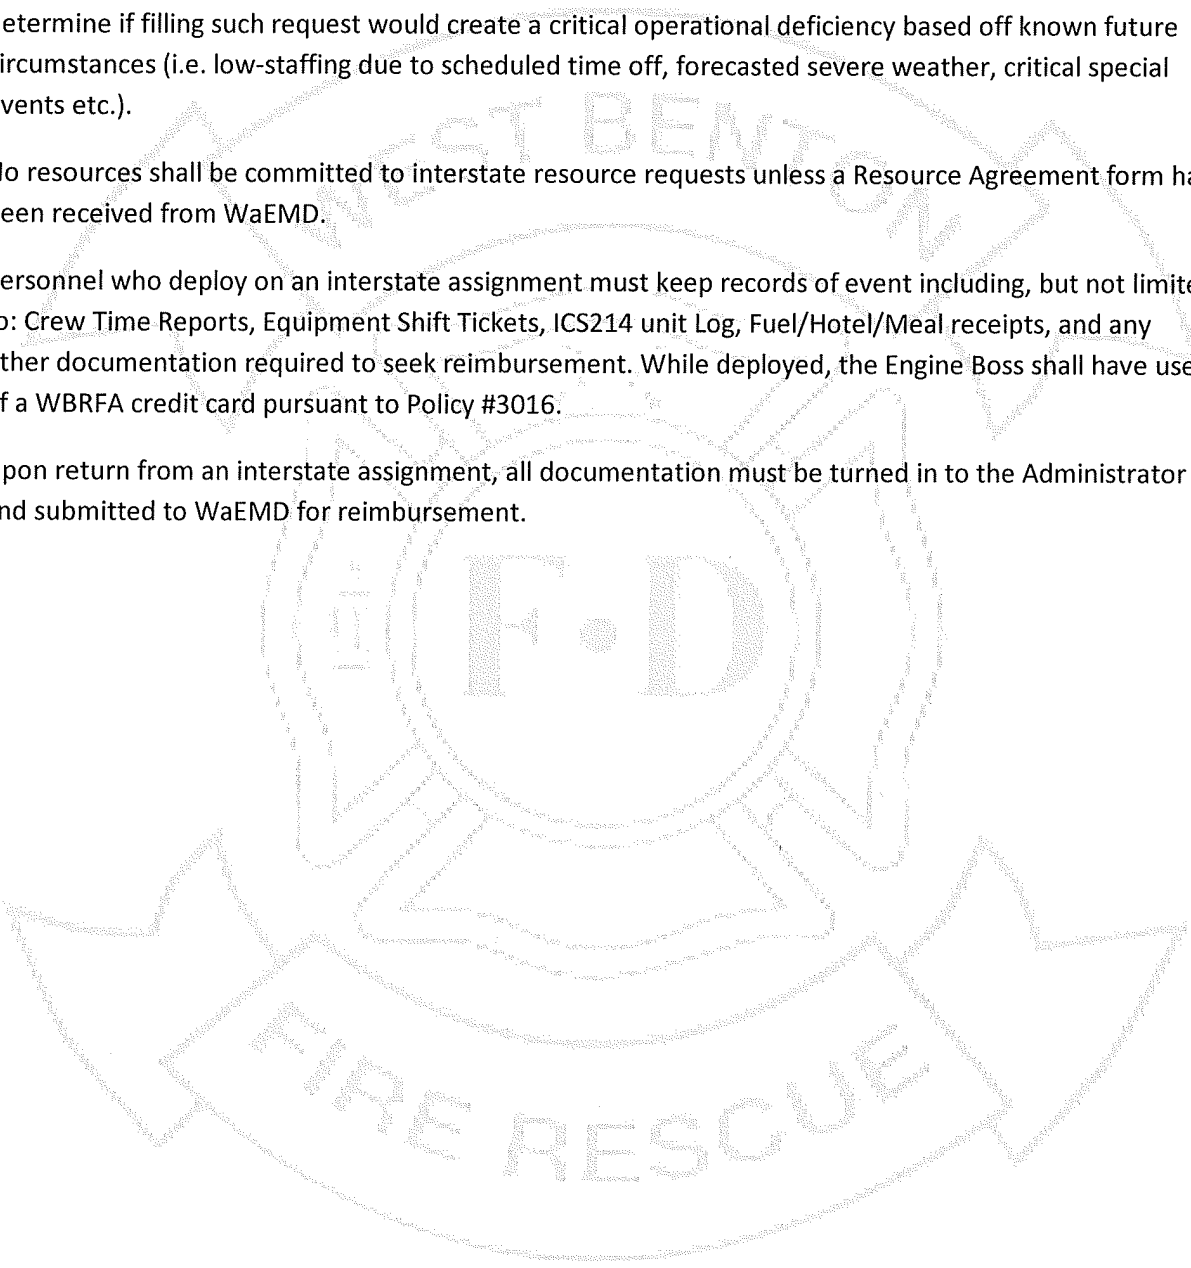 etermine if filling such request would create a critical operational deficiency based off known future
ircumstances (i.e. low-staffing due to scheduled time off, forecasted severe weather, critical special
vents etc.).
lo resources shall be committed to interstate resource requests unless a Resource Agreement form ha
een received from WaEMD.
ersonnel who deploy on an interstate assignment must keep records of event including, but not limite
o: Crew Time Reports, Equipment Shift Tickets, ICS214 unit Log, Fuel/Hotel/Meal receipts, and any
ther documentation required to seek reimbursement. While deployed, the Engine Boss shall have use
f a WBRFA credit card pursuant to Policy #3016.
pon return from an interstate assignment, all documentation must be turned in to the Administrator
nd submitted to WaEMD for reimbursement.
WEST BENTON
F·D
FIRE RESCUE